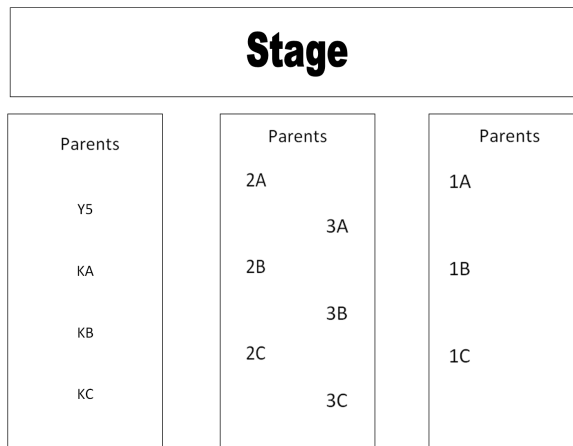 Stage
Parents
Y5
KA
KB
KC
Parents
2A
3A
2B
3B
2C
3C
Parents
1A
1B
1C